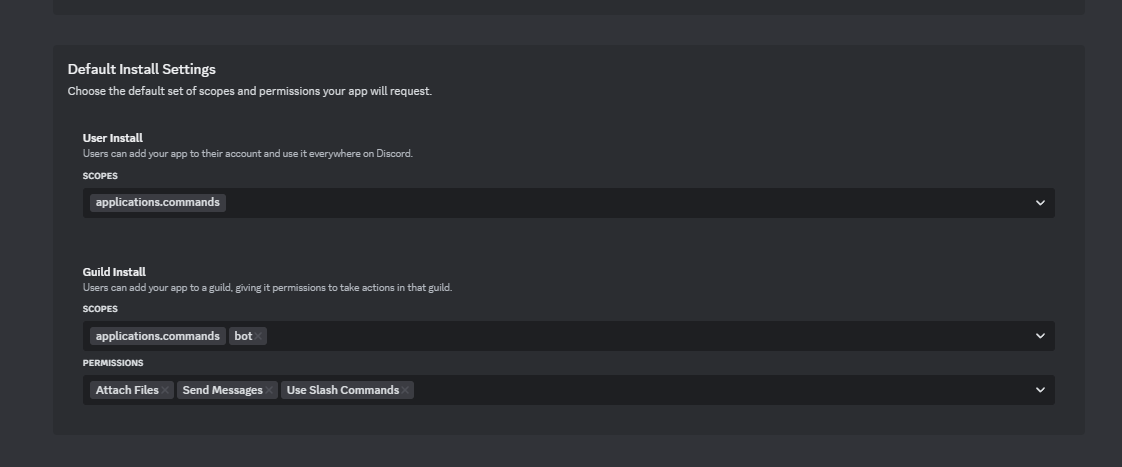 Default Install Settings
Choose the default set of scopes and permissions your app will request.
User Install
Users can add your app to their account and use it everywhere on Discord.
SCOPES
applications.commands
Guild Install
Users can add your app to a guild, giving it permissions to take actions in that guild.
SCOPES
applications.commands bot
PERMISSIONS
Attach Files Send Messages Use Slash Commands